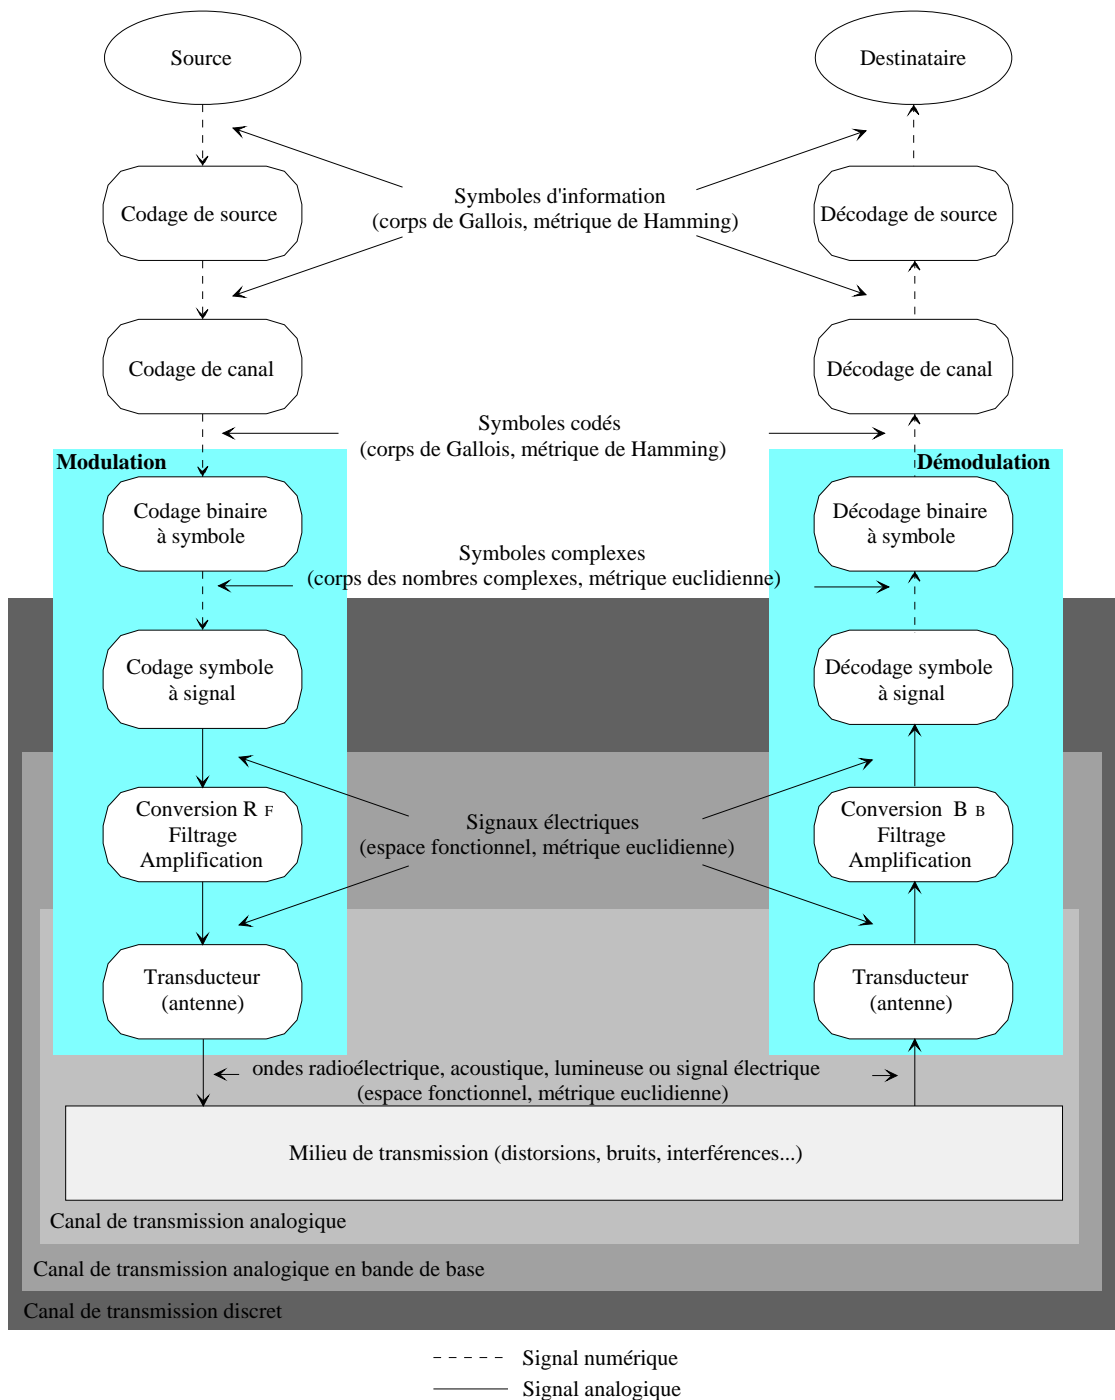 Source
Destinataire
Symboles d'information
(corps de Gallois, métrique de Hamming)
Codage de source
Décodage de source
Codage de canal
Décodage de canal
Symboles codés
(corps de Gallois, métrique de Hamming)
Modulation
Démodulation
Codage binaire
à symbole
Décodage binaire
à symbole
Symboles complexes
(corps des nombres complexes, métrique euclidienne)
Codage symbole
à signal
Décodage symbole
à signal
Conversion R F
Filtrage
Amplification
Signaux électriques
(espace fonctionnel, métrique euclidienne)
Conversion B B
Filtrage
Amplification
Transducteur
(antenne)
Transducteur
(antenne)
ondes radioélectrique, acoustique, lumineuse ou signal électrique
(espace fonctionnel, métrique euclidienne)
Milieu de transmission (distorsions, bruits, interférences...)
Canal de transmission analogique
Canal de transmission analogique en bande de base
Canal de transmission discret
Signal numérique
Signal analogique